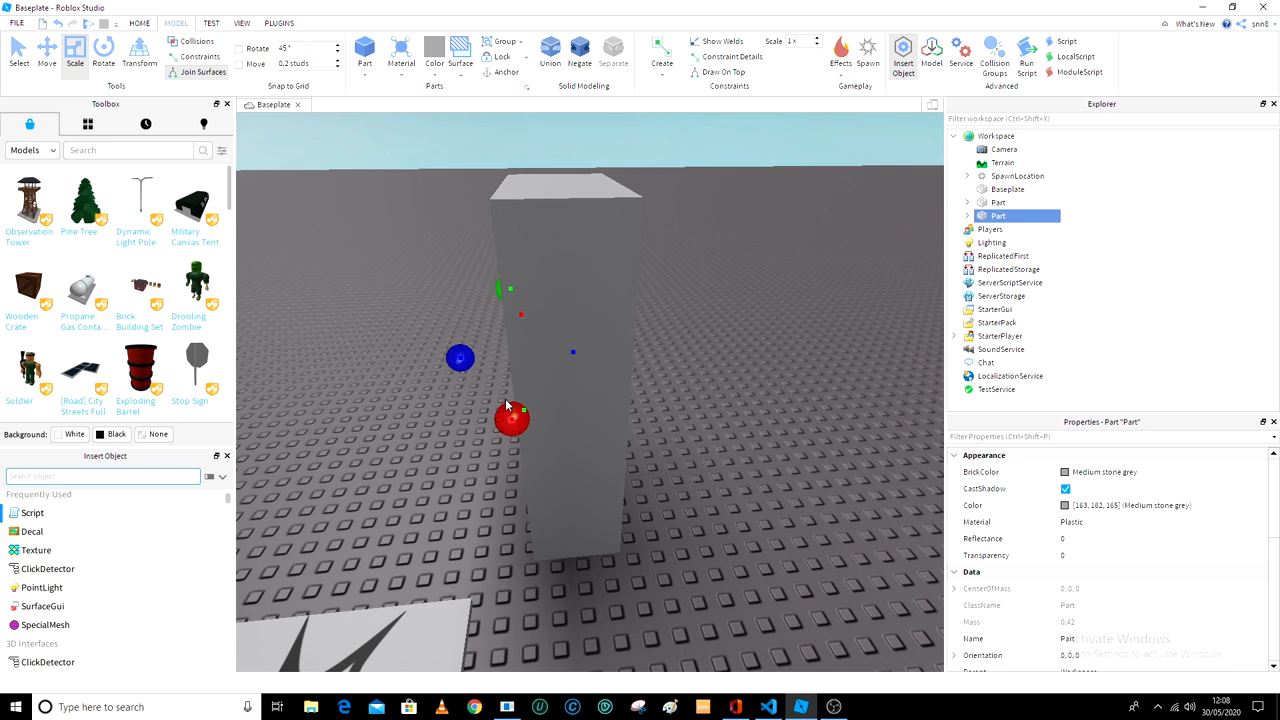 Baseplate - Roblox Studio
FILE HOME MODEL TEST VIEW PLUGINS What's New snn8
Select Move Scale Rotate Transform
Collisions
Constraints
Join Surfaces
Tools
Rotate 45°
Move 0.2 studs
Snap to Grid
Part Material Color Surface
Group
Lock
Anchor
Parts
Union Negate Separate
Solid Modeling
Create
Show Welds Scale 1 x
Constraint Details
Draw On Top
Constraints
Effects Spawn
Gameplay
Insert Object Model Service Collision Groups Run Script
Script
LocalScript
ModuleScript
Advanced
Toolbox
Models Search
Observation Tower
Pine Tree
Dynamic Light Pole
Military Canvas Tent
Wooden Crate
Propane Gas Conta...
Brick Building Set
Drooling Zombie
Soldier
[Road] City Streets Full
Exploding Barrel
Stop Sign
Background: White Black None
Insert Object
Search object
Frequently Used
Script
Decal
Texture
ClickDetector
PointLight
SurfaceGui
SpecialMesh
3D Interfaces
ClickDetector
Baseplate
Explorer
Filter workspace (Ctrl+Shift+X)
Workspace
Camera
Terrain
SpawnLocation
Baseplate
Part
Part
Players
Lighting
ReplicatedFirst
ReplicatedStorage
ServerScriptService
ServerStorage
StarterGui
StarterPack
StarterPlayer
SoundService
Chat
LocalizationService
TestService
Properties - Part "Part"
Filter Properties (Ctrl+Shift+P)
Appearance
BrickColor Medium stone grey
CastShadow
Color [163, 162, 165] (Medium stone grey)
Material Plastic
Reflectance 0
Transparency 0
Data
CenterOfMass 0, 0, 0
ClassName Part
Mass 0.42
Name Part
Orientation 0, 0, 0
Activate Windows
to Settings to activate Windows.
Type here to search
12:08
30/05/2020